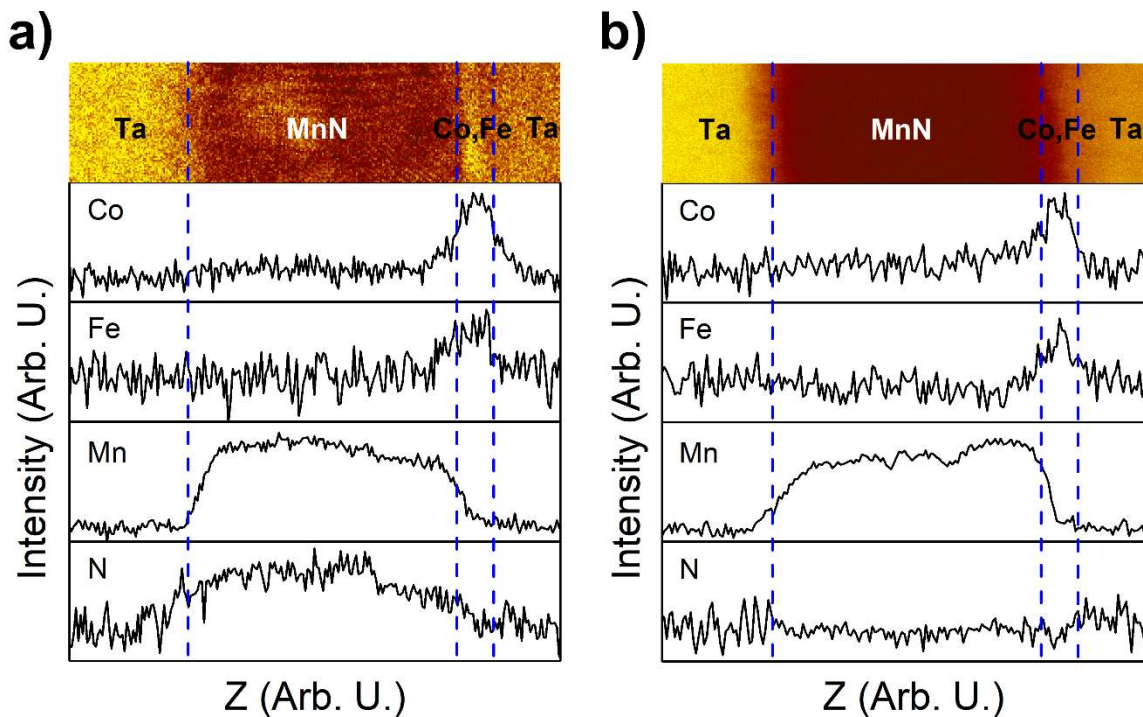 a)
Ta MnN Co,Fe Ta
Co
Fe
Mn
N
Intensity (Arb. U.)
Z (Arb. U.)
b)
Ta MnN Co,Fe Ta
Co
Fe
Mn
N
Intensity (Arb. U.)
Z (Arb. U.)